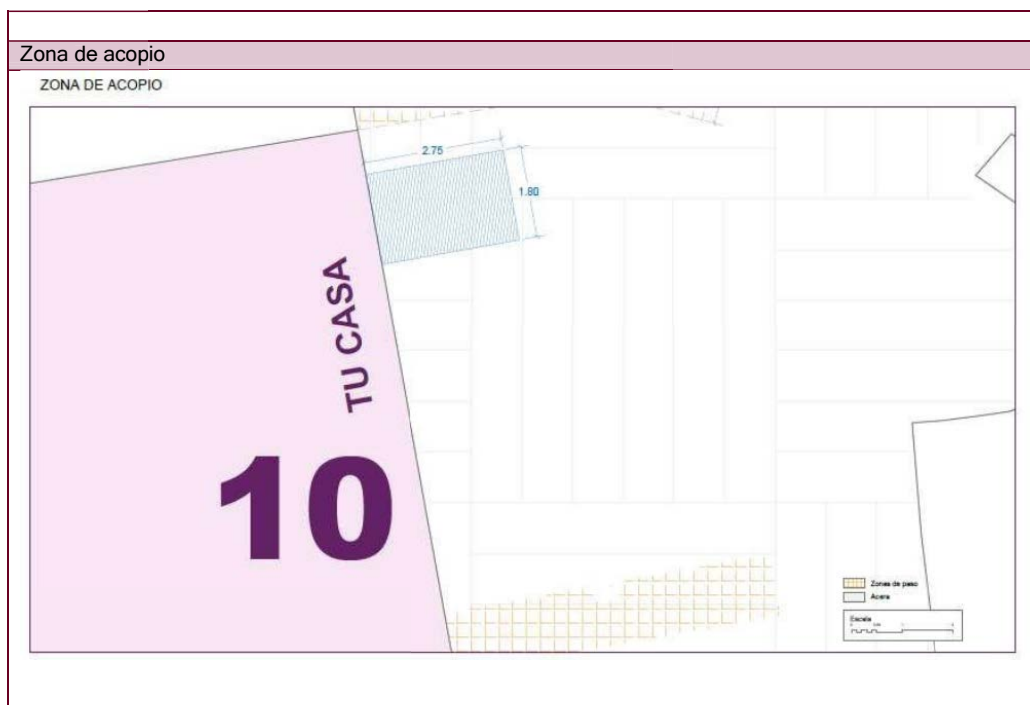 Zona de acopio
ZONA DE ACOPIO
2.75
1.80
TU CASA
10
Zonas de paso
Acera
Escala